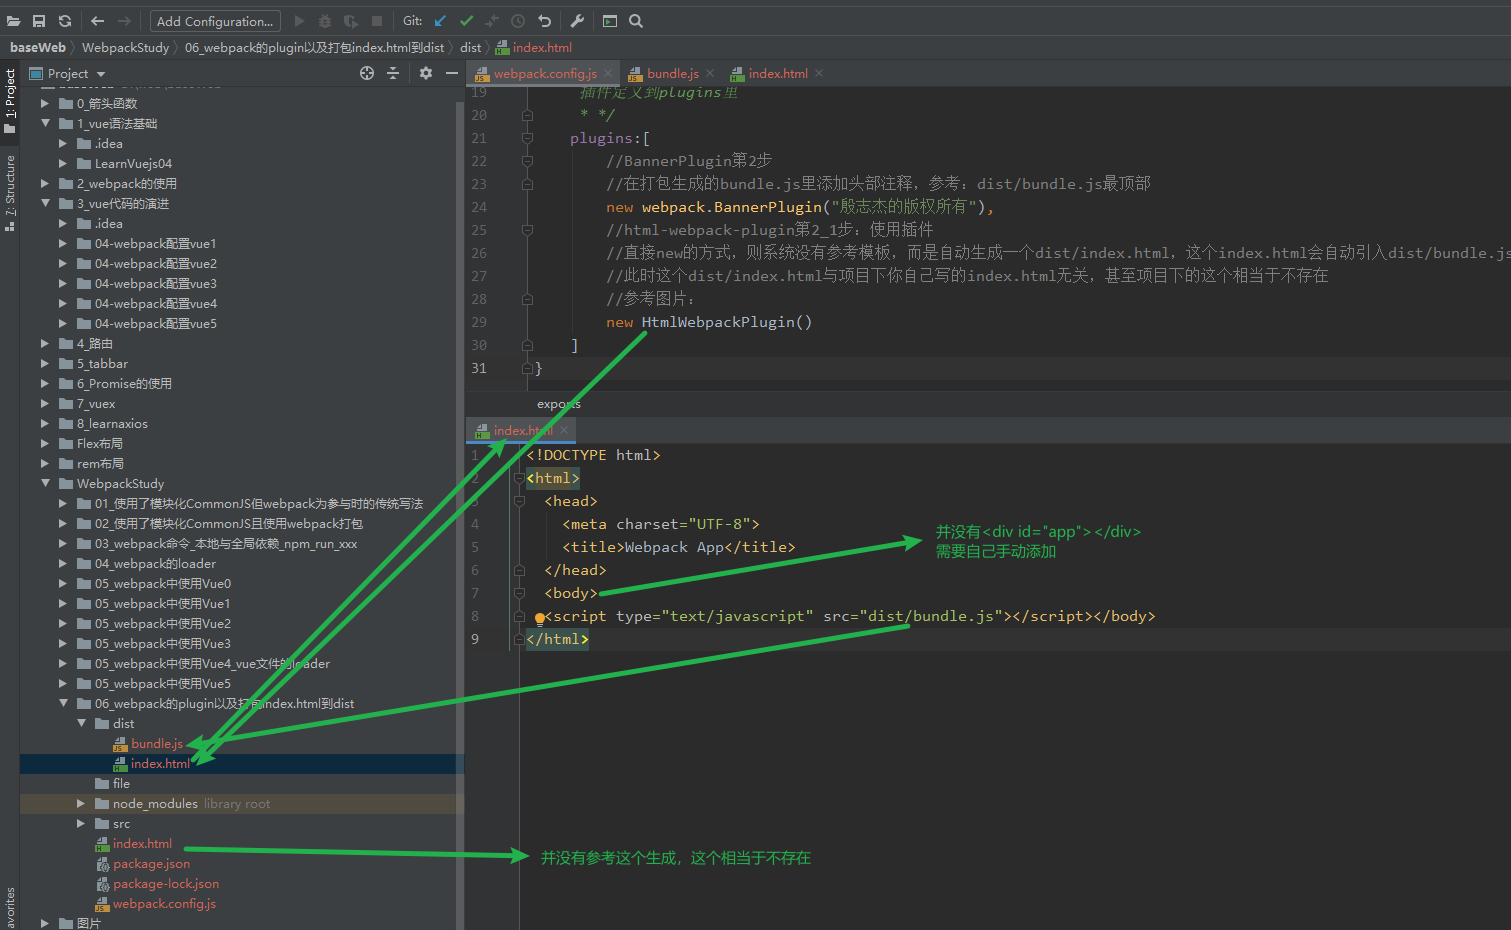 Add Configuration...
Git:
baseWeb
WebpackStudy
06_webpack的plugin以及打包index.html到dist
dist
index.html
1: Project
7: Structure
avorites
Project
0_箭头函数
1_vue语法基础
.idea
LearnVuejs04
2_webpack的使用
3_vue代码的演进
.idea
04-webpack配置vue1
04-webpack配置vue2
04-webpack配置vue3
04-webpack配置vue4
04-webpack配置vue5
4_路由
5_tabbar
6_Promise的使用
7_vuex
8_learnaxios
Flex布局
rem布局
WebpackStudy
01_使用了模块化CommonJS但webpack为参与时的传统写法
02_使用了模块化CommonJS且使用webpack打包
03_webpack命令_本地与全局依赖_npm_run_xxx
04_webpack的loader
05_webpack中使用Vue0
05_webpack中使用Vue1
05_webpack中使用Vue2
05_webpack中使用Vue3
05_webpack中使用Vue4_vue文件的loader
05_webpack中使用Vue5
06_webpack的plugin以及打包index.html到dist
dist
bundle.js
index.html
file
node_modules library root
src
index.html
package.json
package-lock.json
webpack.config.js
图片
webpack.config.js
bundle.js
index.html
19 插件定义到plugins里
20 * */
21 plugins:[
22 //BannerPlugin第2步
23 //在打包生成的bundle.js里添加头部注释，参考：dist/bundle.js最顶部
24 new webpack.BannerPlugin("殷志杰的版权所有"),
25 //html-webpack-plugin第2_1步：使用插件
26 //直接new的方式，则系统没有参考模板，而是自动生成一个dist/index.html，这个index.html会自动引入dist/bundle.js
27 //此时这个dist/index.html与项目下你自己写的index.html无关，甚至项目下的这个相当于不存在
28 //参考图片：
29 new HtmlWebpackPlugin()
30 ]
31 }
exports
index.html
1 <!DOCTYPE html>
2 <html>
3 <head>
4 <meta charset="UTF-8">
5 <title>Webpack App</title>
6 </head>
7 <body>
8 <script type="text/javascript" src="dist/bundle.js"></script></body>
9 </html>
并没有<div id="app"></div>
需要自己手动添加
并没有参考这个生成，这个相当于不存在